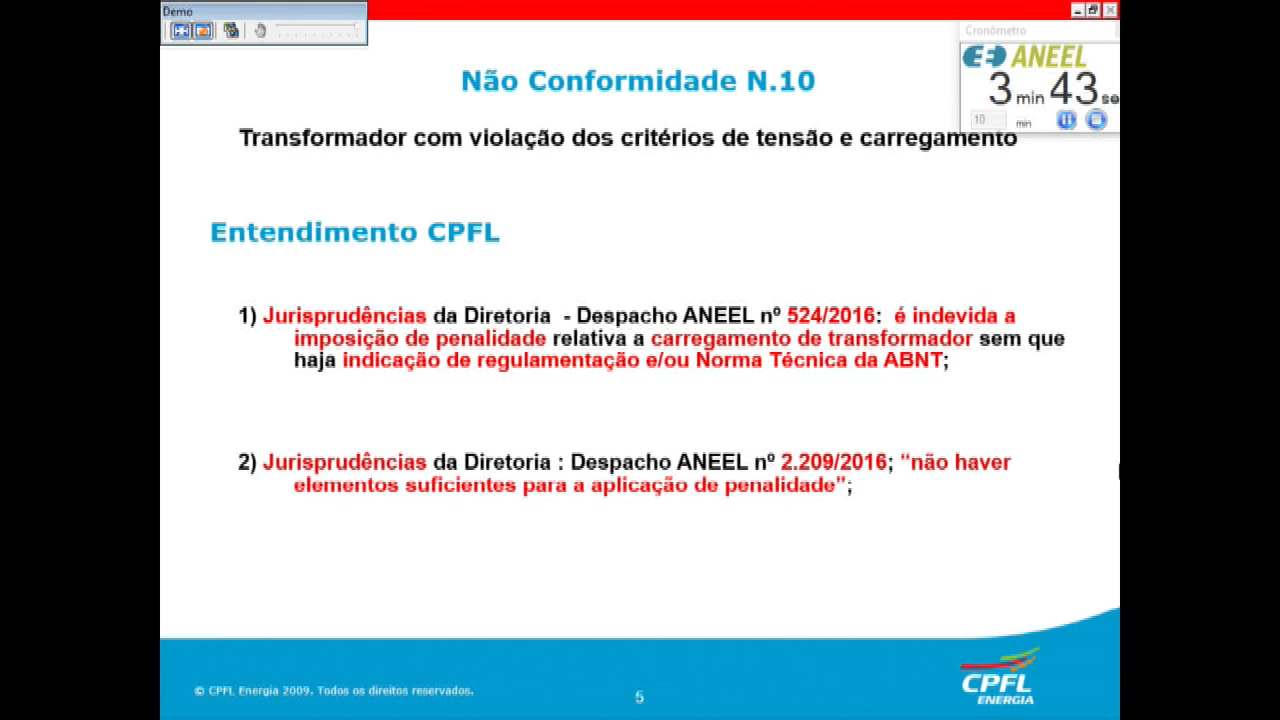 Demo
Cronómetro
ANEEL
3 min 43 se
10 min
Não Conformidade N.10
Transformador com violação dos critérios de tensão e carregamento
Entendimento CPFL
1) Jurisprudências da Diretoria - Despacho ANEEL nº 524/2016: é indevida a
imposição de penalidade relativa a carregamento de transformador sem que
haja indicação de regulamentação e/ou Norma Técnica da ABNT;
2) Jurisprudências da Diretoria : Despacho ANEEL nº 2.209/2016; “não haver
elementos suficientes para a aplicação de penalidade”;
© CPFL Energia 2009. Todos os direitos reservados.
5
CPFL
ENERGIA